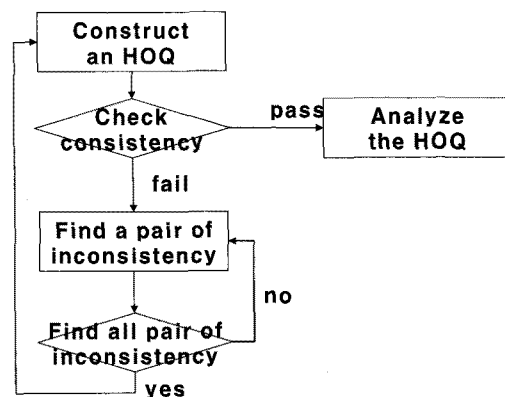 Construct
an HOQ
Check
consistency
pass
Analyze
the HOQ
fail
Find a pair of
inconsistency
no
Find all pair of
inconsistency
yes